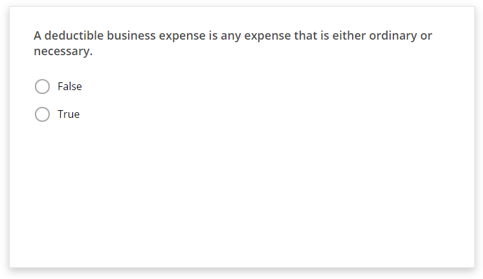 A deductible business expense is any expense that is either ordinary or
necessary.
False
True